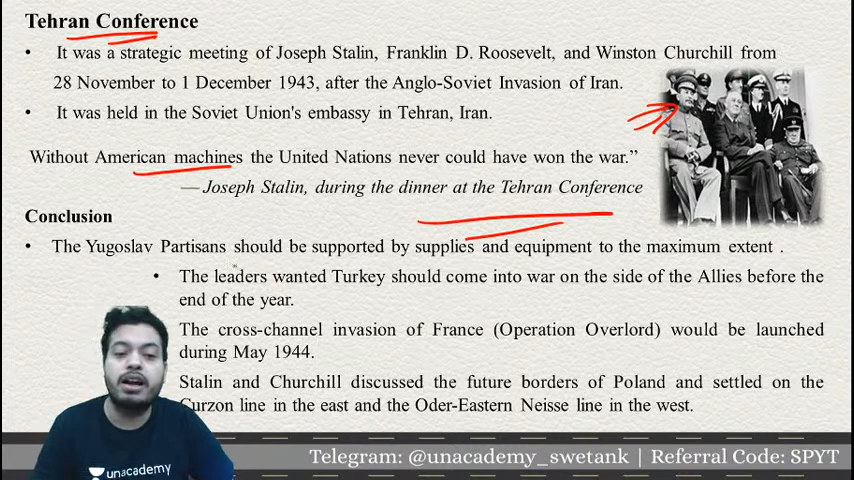 Tehran Conference
• It was a strategic meeting of Joseph Stalin, Franklin D. Roosevelt, and Winston Churchill from
28 November to 1 December 1943, after the Anglo-Soviet Invasion of Iran.
• It was held in the Soviet Union's embassy in Tehran, Iran.
Without American machines the United Nations never could have won the war.”
— Joseph Stalin, during the dinner at the Tehran Conference
Conclusion
• The Yugoslav Partisans should be supported by supplies and equipment to the maximum extent .
• The leaders wanted Turkey should come into war on the side of the Allies before the
end of the year.
The cross-channel invasion of France (Operation Overlord) would be launched
during May 1944.
Stalin and Churchill discussed the future borders of Poland and settled on the
Curzon line in the east and the Oder-Eastern Neisse line in the west.
unacademy
Telegram: @unacademy_swetank | Referral Code: SPYT